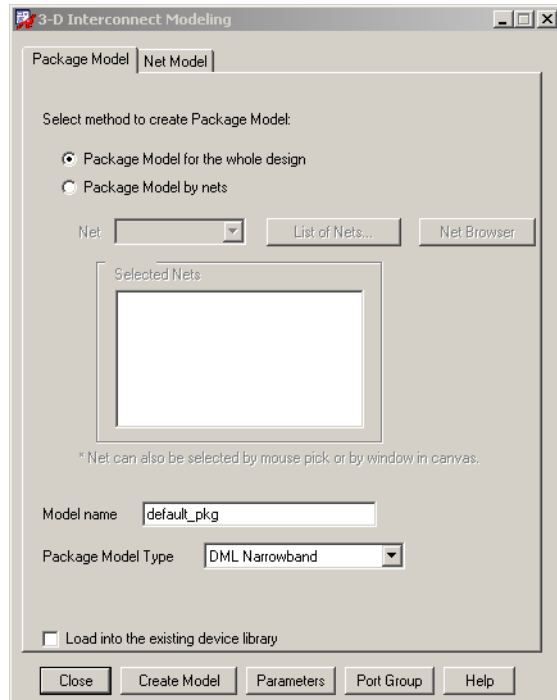 3-D Interconnect Modeling
Package Model Net Model
Select method to create Package Model:
Package Model for the whole design
Package Model by nets
Net List of Nets... Net Browser
Selected Nets
* Net can also be selected by mouse pick or by window in canvas.
Model name default_pkg
Package Model Type DML Narrowband
Load into the existing device library
Close Create Model Parameters Port Group Help